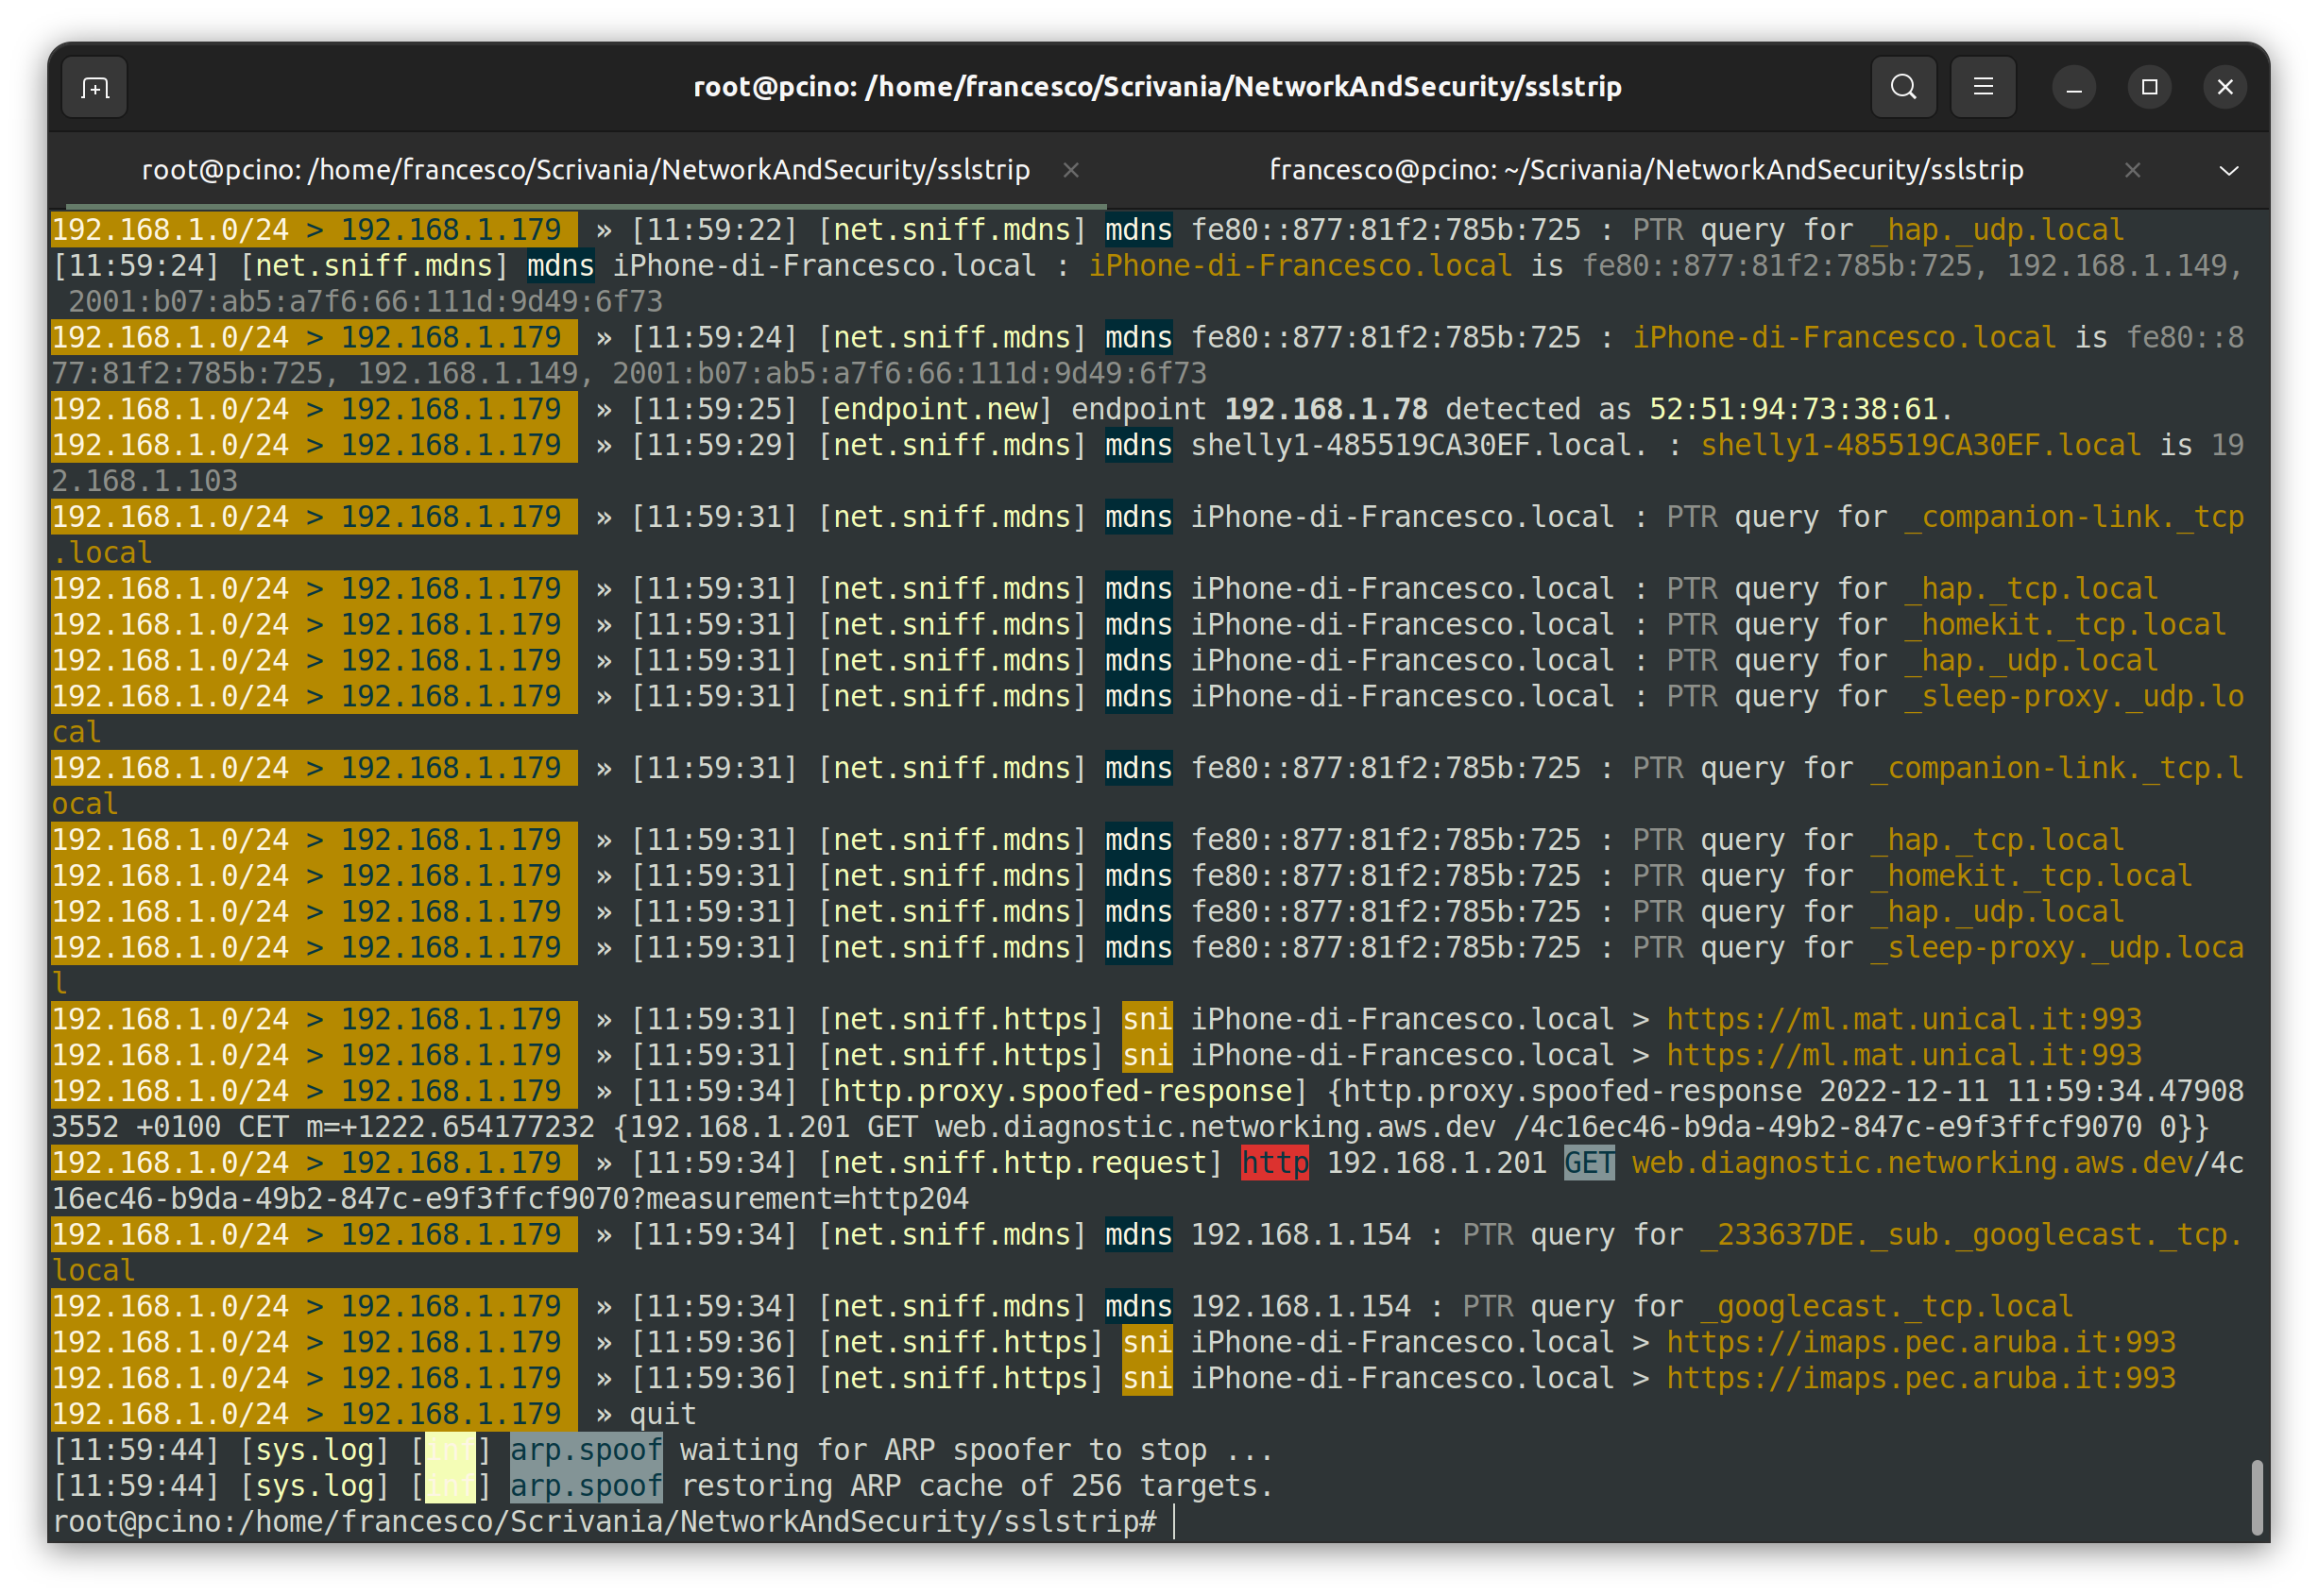 root@pcino: /home/francesco/Scrivania/NetworkAndSecurity/sslstrip
root@pcino: /home/francesco/Scrivania/NetworkAndSecurity/sslstrip × francesco@pcino: ~/Scrivania/NetworkAndSecurity/sslstrip ×
192.168.1.0/24 > 192.168.1.179 » [11:59:22] [net.sniff.mdns] mdns fe80::877:81f2:785b:725 : PTR query for _hap._udp.local
[11:59:24] [net.sniff.mdns] mdns iPhone-di-Francesco.local : iPhone-di-Francesco.local is fe80::877:81f2:785b:725, 192.168.1.149,
2001:b07:ab5:a7f6:66:111d:9d49:6f73
192.168.1.0/24 > 192.168.1.179 » [11:59:24] [net.sniff.mdns] mdns fe80::877:81f2:785b:725 : iPhone-di-Francesco.local is fe80::8
77:81f2:785b:725, 192.168.1.149, 2001:b07:ab5:a7f6:66:111d:9d49:6f73
192.168.1.0/24 > 192.168.1.179 » [11:59:25] [endpoint.new] endpoint 192.168.1.78 detected as 52:51:94:73:38:61.
192.168.1.0/24 > 192.168.1.179 » [11:59:29] [net.sniff.mdns] mdns shelly1-485519CA30EF.local. : shelly1-485519CA30EF.local is 19
2.168.1.103
192.168.1.0/24 > 192.168.1.179 » [11:59:31] [net.sniff.mdns] mdns iPhone-di-Francesco.local : PTR query for _companion-link._tcp
.local
192.168.1.0/24 > 192.168.1.179 » [11:59:31] [net.sniff.mdns] mdns iPhone-di-Francesco.local : PTR query for _hap._tcp.local
192.168.1.0/24 > 192.168.1.179 » [11:59:31] [net.sniff.mdns] mdns iPhone-di-Francesco.local : PTR query for _homekit._tcp.local
192.168.1.0/24 > 192.168.1.179 » [11:59:31] [net.sniff.mdns] mdns iPhone-di-Francesco.local : PTR query for _hap._udp.local
192.168.1.0/24 > 192.168.1.179 » [11:59:31] [net.sniff.mdns] mdns iPhone-di-Francesco.local : PTR query for _sleep-proxy._udp.lo
cal
192.168.1.0/24 > 192.168.1.179 » [11:59:31] [net.sniff.mdns] mdns fe80::877:81f2:785b:725 : PTR query for _companion-link._tcp.l
ocal
192.168.1.0/24 > 192.168.1.179 » [11:59:31] [net.sniff.mdns] mdns fe80::877:81f2:785b:725 : PTR query for _hap._tcp.local
192.168.1.0/24 > 192.168.1.179 » [11:59:31] [net.sniff.mdns] mdns fe80::877:81f2:785b:725 : PTR query for _homekit._tcp.local
192.168.1.0/24 > 192.168.1.179 » [11:59:31] [net.sniff.mdns] mdns fe80::877:81f2:785b:725 : PTR query for _hap._udp.local
192.168.1.0/24 > 192.168.1.179 » [11:59:31] [net.sniff.mdns] mdns fe80::877:81f2:785b:725 : PTR query for _sleep-proxy._udp.loca
l
192.168.1.0/24 > 192.168.1.179 » [11:59:31] [net.sniff.https] sni iPhone-di-Francesco.local > https://ml.mat.unical.it:993
192.168.1.0/24 > 192.168.1.179 » [11:59:31] [net.sniff.https] sni iPhone-di-Francesco.local > https://ml.mat.unical.it:993
192.168.1.0/24 > 192.168.1.179 » [11:59:34] [http.proxy.spoofed-response] {http.proxy.spoofed-response 2022-12-11 11:59:34.47908
3552 +0100 CET m=+1222.654177232 {192.168.1.201 GET web.diagnostic.networking.aws.dev /4c16ec46-b9da-49b2-847c-e9f3ffcf9070 0}}
192.168.1.0/24 > 192.168.1.179 » [11:59:34] [net.sniff.http.request] http 192.168.1.201 GET web.diagnostic.networking.aws.dev/4c
16ec46-b9da-49b2-847c-e9f3ffcf9070?measurement=http204
192.168.1.0/24 > 192.168.1.179 » [11:59:34] [net.sniff.mdns] mdns 192.168.1.154 : PTR query for _233637DE._sub._googlecast._tcp.
local
192.168.1.0/24 > 192.168.1.179 » [11:59:34] [net.sniff.mdns] mdns 192.168.1.154 : PTR query for _googlecast._tcp.local
192.168.1.0/24 > 192.168.1.179 » [11:59:36] [net.sniff.https] sni iPhone-di-Francesco.local > https://imaps.pec.aruba.it:993
192.168.1.0/24 > 192.168.1.179 » [11:59:36] [net.sniff.https] sni iPhone-di-Francesco.local > https://imaps.pec.aruba.it:993
192.168.1.0/24 > 192.168.1.179 » quit
[11:59:44] [sys.log] [inf] arp.spoof waiting for ARP spoofer to stop ...
[11:59:44] [sys.log] [inf] arp.spoof restoring ARP cache of 256 targets.
root@pcino:/home/francesco/Scrivania/NetworkAndSecurity/sslstrip#